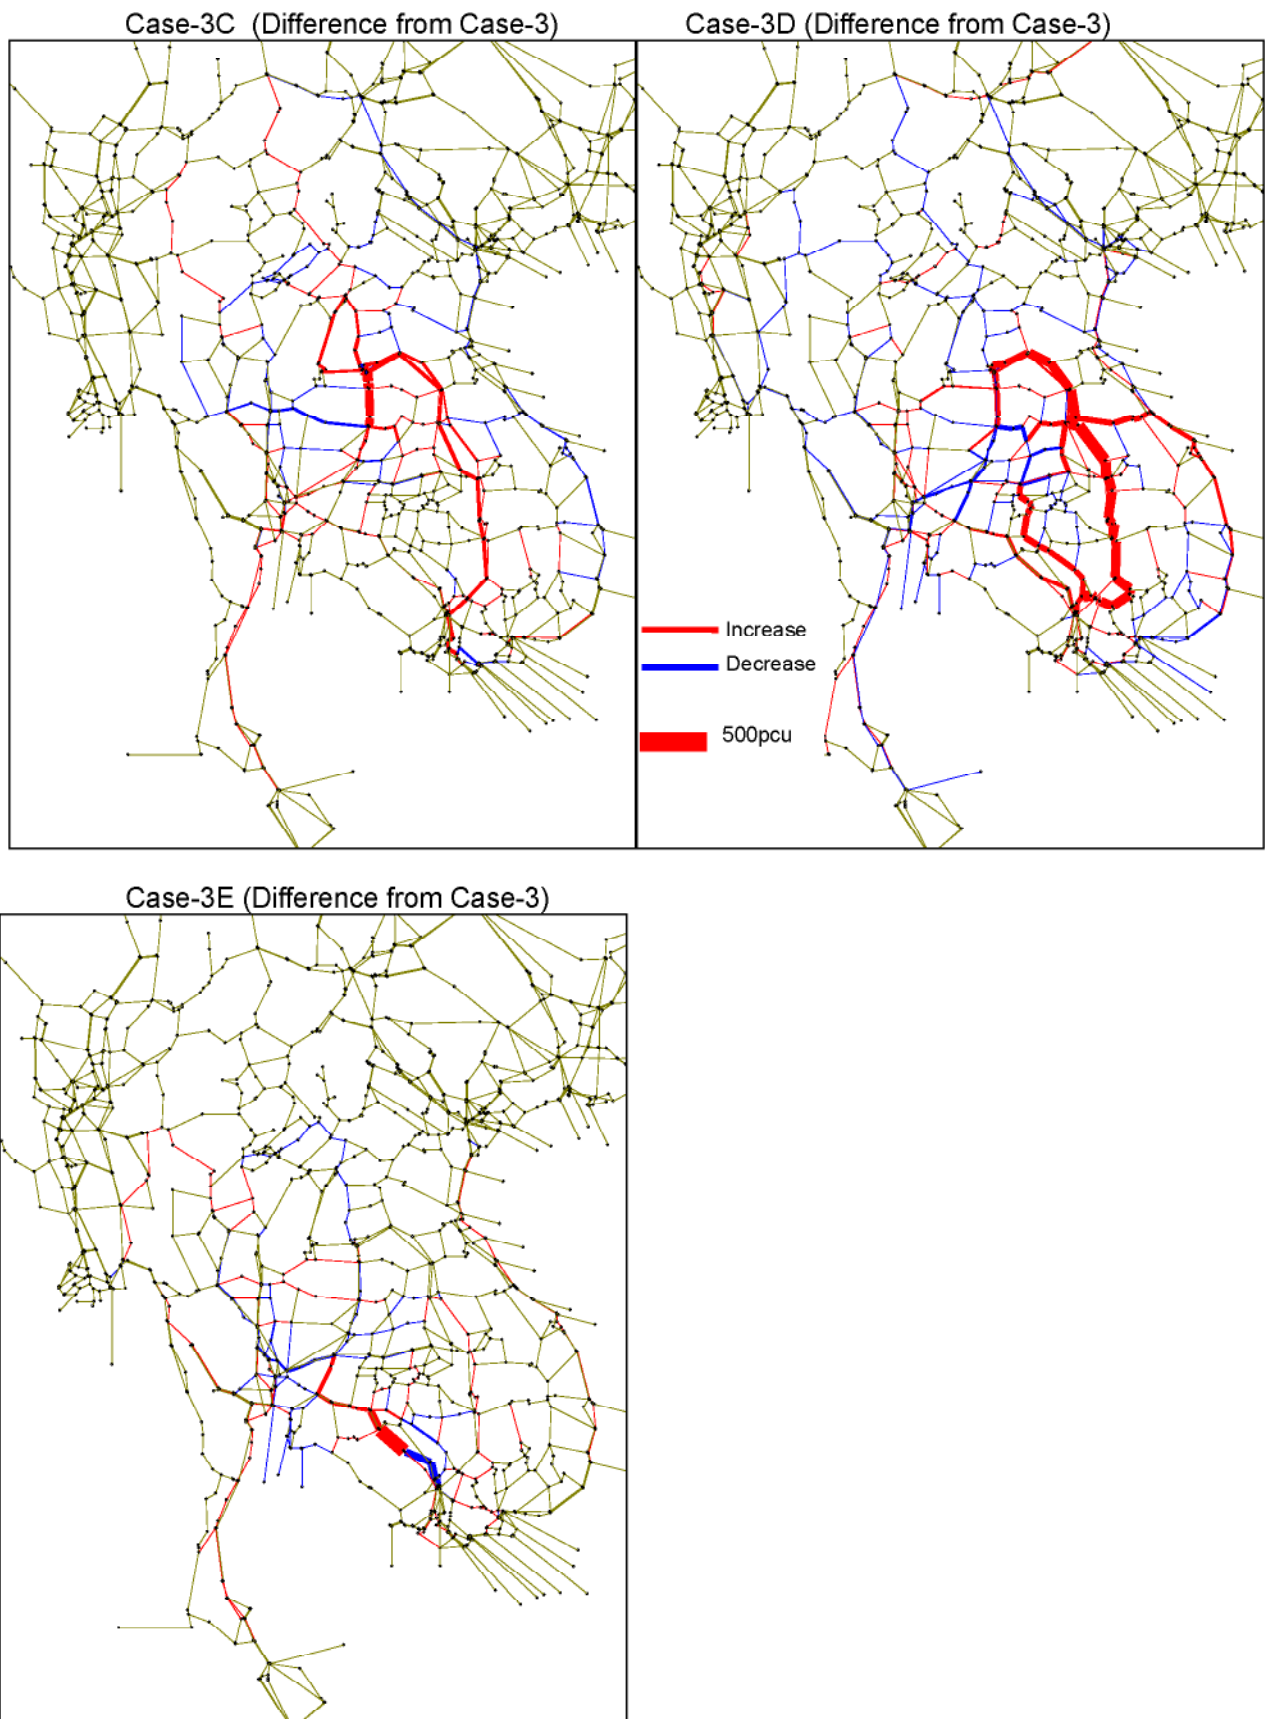 Case-3C (Difference from Case-3)
Case-3D (Difference from Case-3)
Increase
Decrease
500pcu
Case-3E (Difference from Case-3)